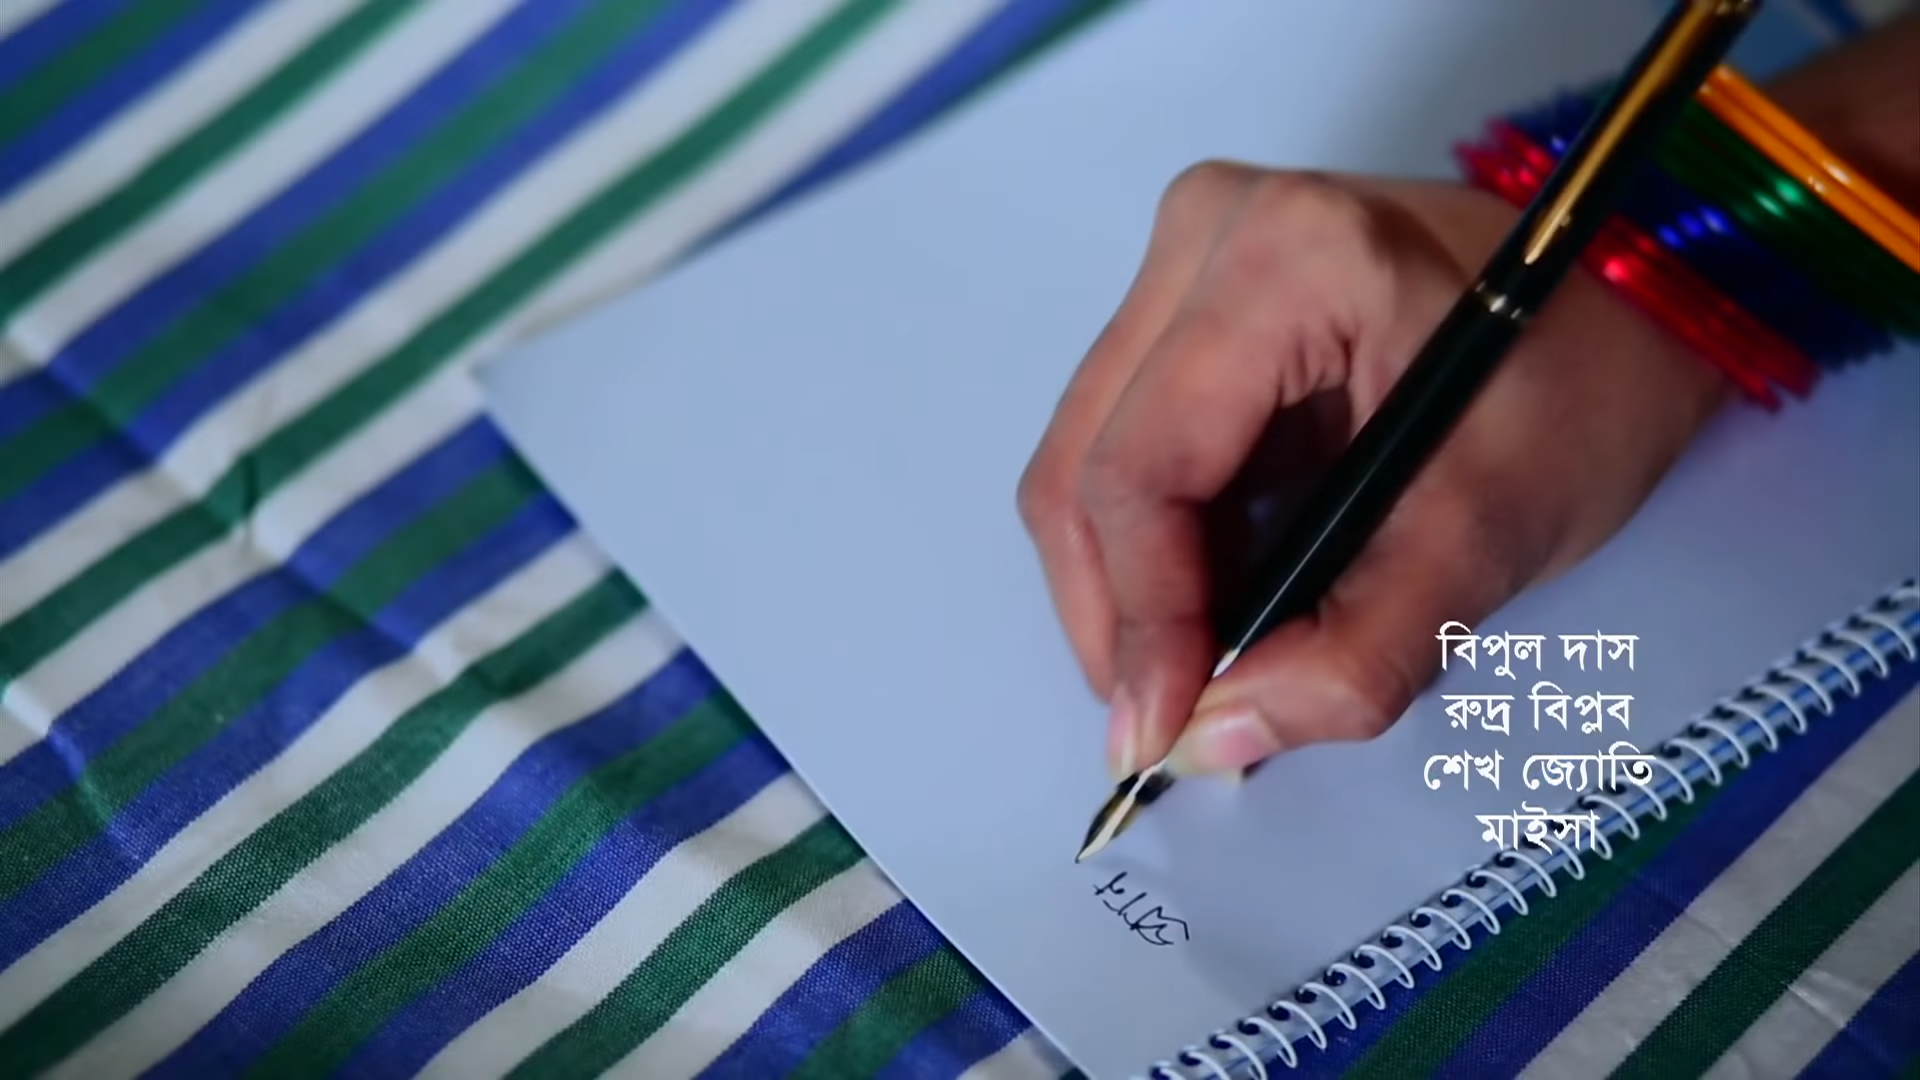 বিপুল দাস
রুদ্র বিপ্লব
শেখ জ্যোতি
মাইসা